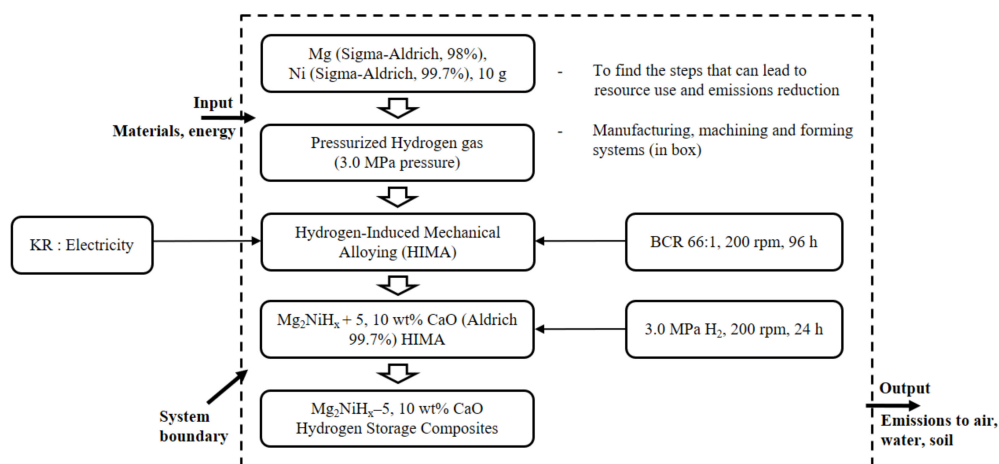 Mg (Sigma-Aldrich, 98%),
Ni (Sigma-Aldrich, 99.7%), 10 g
- To find the steps that can lead to
resource use and emissions reduction
Input
Materials, energy
Pressurized Hydrogen gas
(3.0 MPa pressure)
- Manufacturing, machining and forming
systems (in box)
KR : Electricity
Hydrogen-Induced Mechanical
Alloying (HIMA)
BCR 66:1, 200 rpm, 96 h
Mg₂NiHₓ + 5, 10 wt% CaO (Aldrich
99.7%) HIMA
3.0 MPa H₂, 200 rpm, 24 h
System
boundary
Mg₂NiHₓ–5, 10 wt% CaO
Hydrogen Storage Composites
Output
Emissions to air,
water, soil